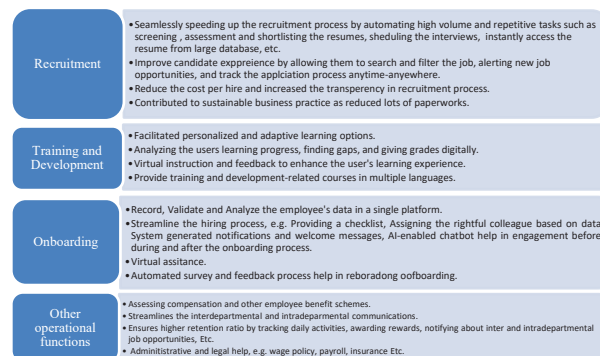 Recruitment
•Seamlessly speeding up the recruitment process by automating high volume and repetitive tasks such as
screening , assessment and shortlisting the resumes, sheduling the interviews, instantly access the
resume from large database, etc.
•Improve candidate exppreience by allowing them to search and filter the job, alerting new job
opportunities, and track the applciation process anytime-anywhere.
•Reduce the cost per hire and increased the transparency in recruitment process.
•Contributed to sustainable business practice as reduced lots of paperworks.
Training and
Development
•Facilitated personalized and adaptive learning options.
•Analyzing the users learning progress, finding gaps, and giving grades digitally.
•Virtual instruction and feedback to enhance the user's learning experience.
•Provide training and development-related courses in multiple languages.
Onboarding
•Record, Validate and Analyze the employee's data in a single platform.
•Streamline the hiring process, e.g. Providing a checklist, Assigning the rightful colleague based on data
System generated notifications and welcome messages, AI-enabled chatbot help in engagement before
during and after the onboarding process.
•Virtual assitance.
•Automated survey and feedback process help in reboradong oofboarding.
Other
operational
functions
•Assessing compensation and other employee benefit schemes.
•Streamlines the interdepartmental and intradeparmental communications.
•Ensures higher retention ratio by tracking daily activities, awarding rewards, notifying about inter and intradepartmental
job opportunities, Etc.
•Adminitistrative and legal help, e.g. wage policy, payroll, insurance Etc.